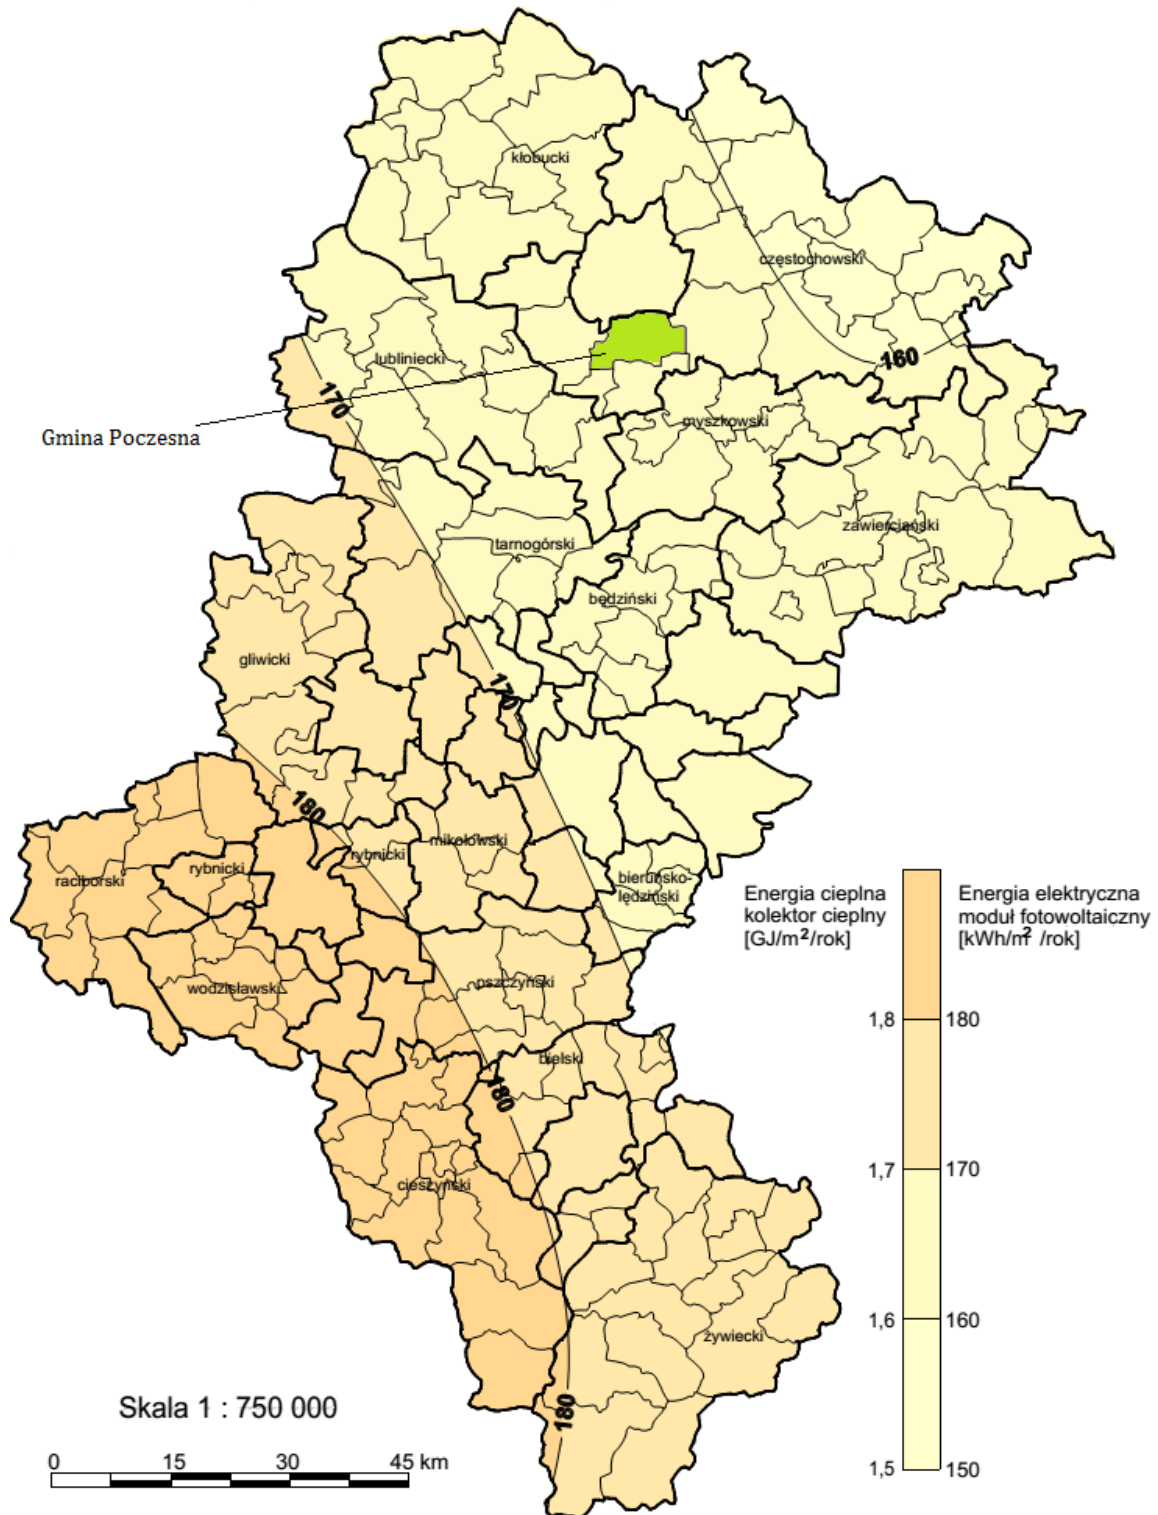 kłobucki
częstochowski
160
lubliniecki
170
Gmina Poczesna
myszkowski
zawierciański
tarnogórski
będziński
gliwicki
170
180
mikołowski
rybnicki
rybnicki
raciborski
bieruńsko-
lędziński
Energia cieplna
kolektor cieplny
[GJ/m²/rok]
Energia elektryczna
moduł fotowoltaiczny
[kWh/m² /rok]
wodzisławski
pszczyński
1,8
180
bielski
180
1,7
170
cieszyński
1,6
160
żywiecki
Skala 1 : 750 000
180
0 15 30 45 km
1,5
150